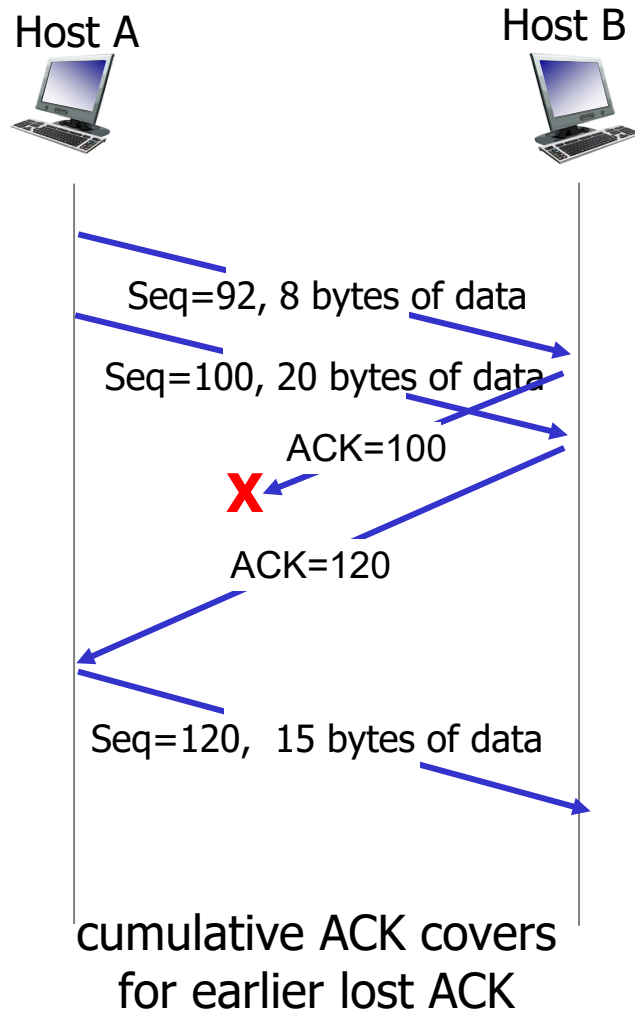 Host A
Host B
Seq=92, 8 bytes of data
Seq=100, 20 bytes of data
ACK=100
X
ACK=120
Seq=120, 15 bytes of data
cumulative ACK covers
for earlier lost ACK